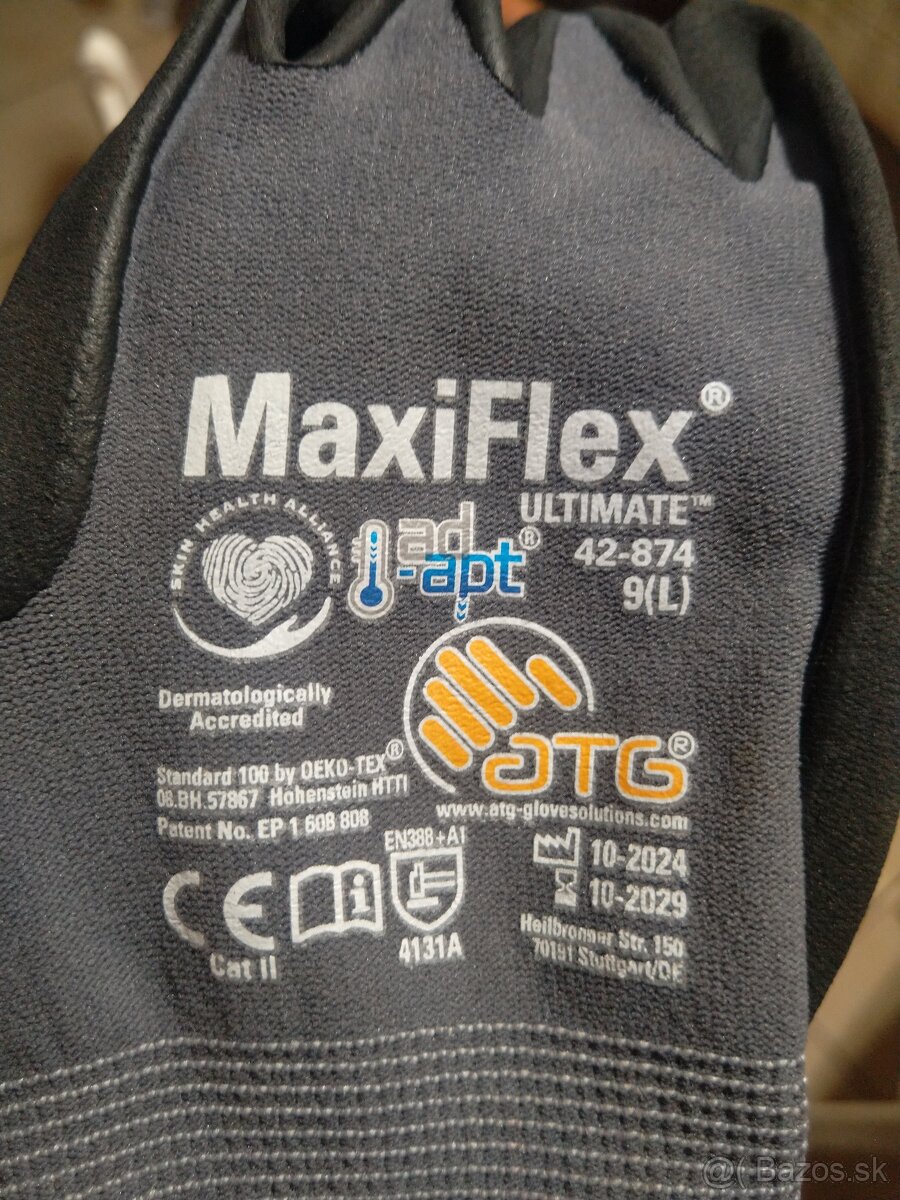 MaxiFlex®
ULTIMATE™
42-874
9(L)
SKIN HEALTH ALLIANCE
ad
-apt®
Dermatologically
Accredited
ATG®
www.atg-glovesolutions.com
Standard 100 by OEKO-TEX®
08.BH.57867 Hohenstein HTTI
Patent No. EP 1 608 808
EN388+A1
CE
i
4131A
Cat II
10-2024
10-2029
Heilbronner Str. 150
70191 Stuttgart/DE
@( Bazos.sk